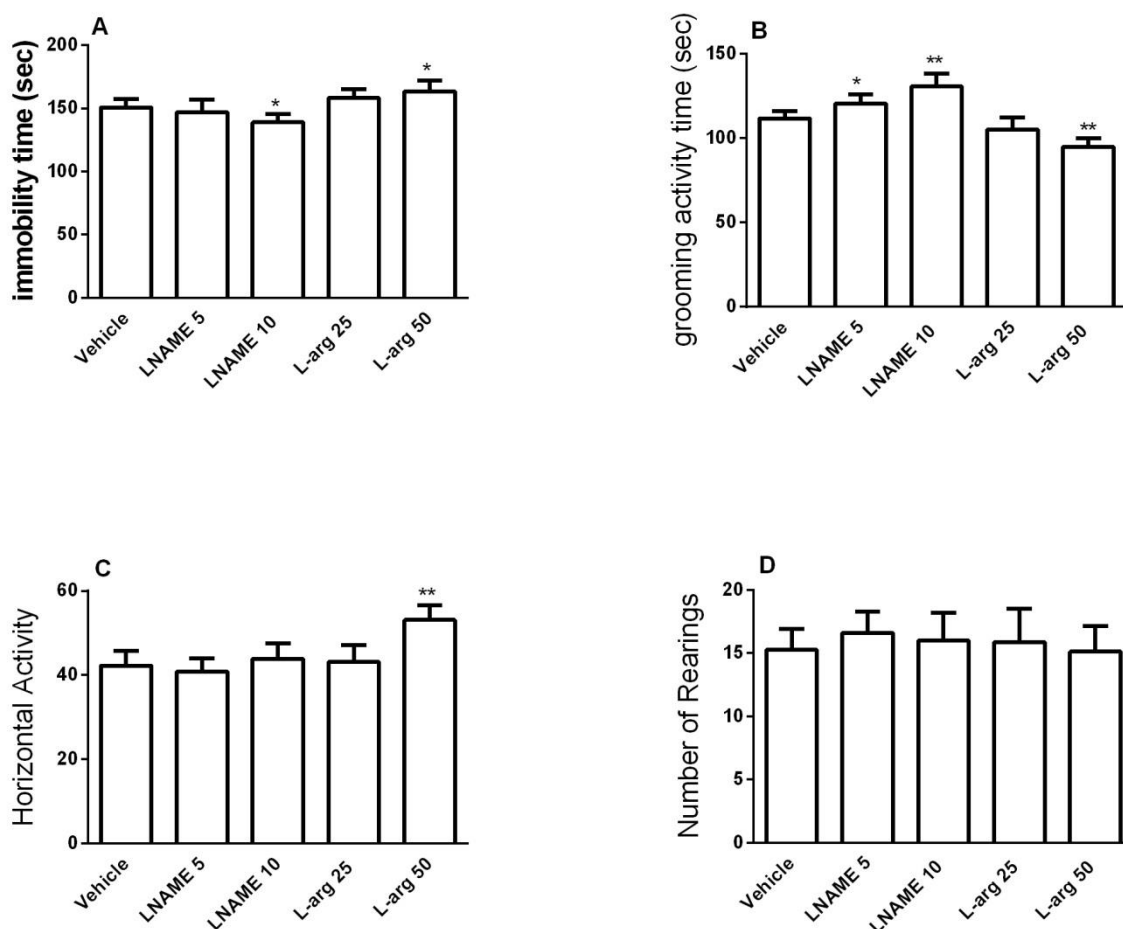 A
immobility time (sec)
200
150
100
50
0
*
*
Vehicle
LNAME 5
LNAME 10
L-arg 25
L-arg 50
B
grooming activity time (sec)
150
100
50
0
*
**
**
Vehicle
LNAME 5
LNAME 10
L-arg 25
L-arg 50
C
Horizontal Activity
60
40
20
0
**
Vehicle
LNAME 5
LNAME 10
L-arg 25
L-arg 50
D
Number of Rearings
20
15
10
5
0
Vehicle
LNAME 5
LNAME 10
L-arg 25
L-arg 50